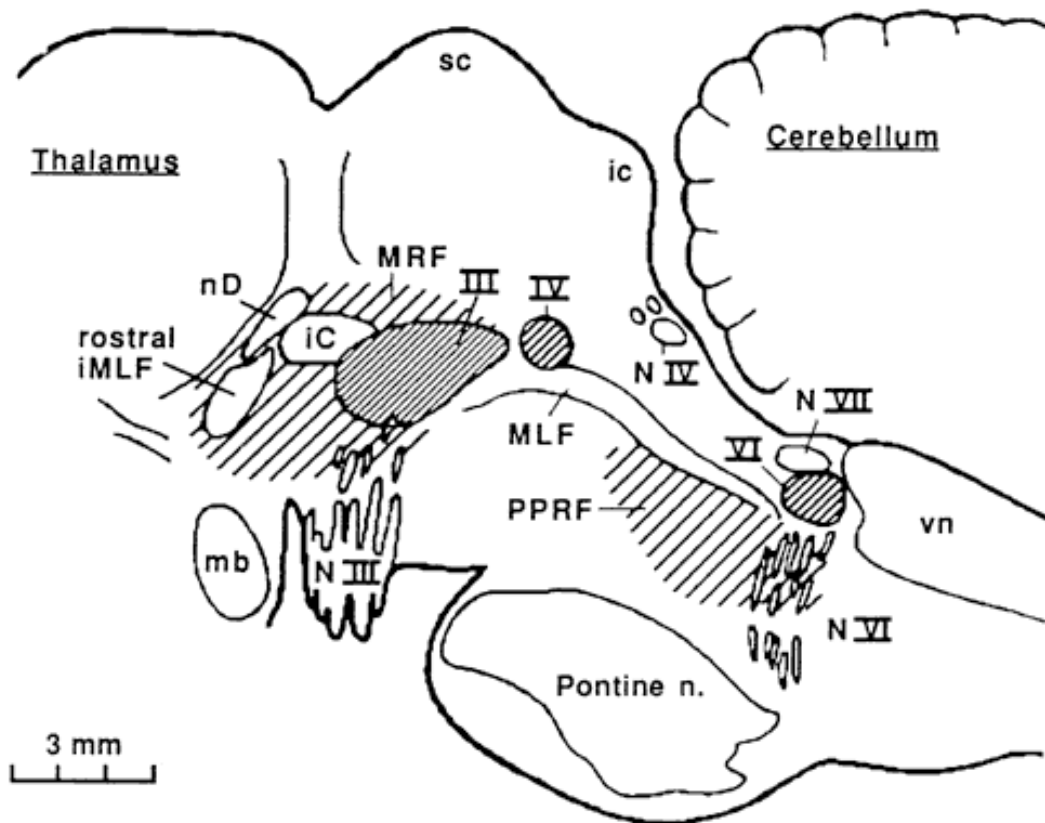 sc
Cerebellum
Thalamus
ic
MRF
III
IV
nD
iC
rostral
iMLF
N IV
N VII
MLF
VI
PPRF
vn
mb
N III
N VI
Pontine n.
3 mm